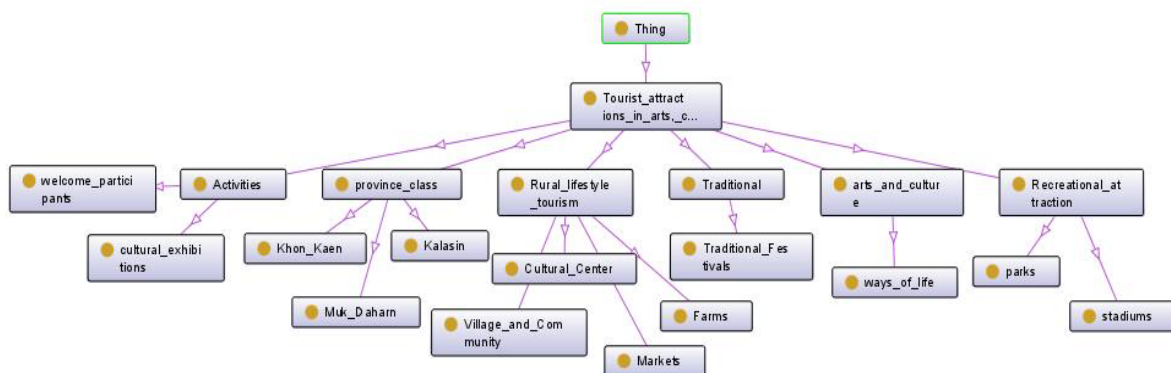 Thing
Tourist_attract
ions_in_arts,_c...
welcome_partici
pants
Activities
province_class
Rural_lifestyle
_tourism
Traditional
arts_and_cultur
e
Recreational_at
traction
cultural_exhibi
tions
Khon_Kaen
Kalasin
Cultural_Center
Traditional_Fes
tivals
ways_of_life
parks
Muk_Daharn
Village_and_Com
munity
Farms
stadiums
Markets